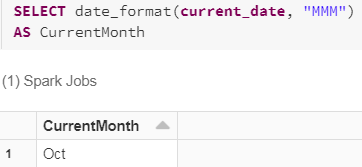 SELECT date_format(current_date, "MMM")
AS CurrentMonth
(1) Spark Jobs
CurrentMonth
1 Oct